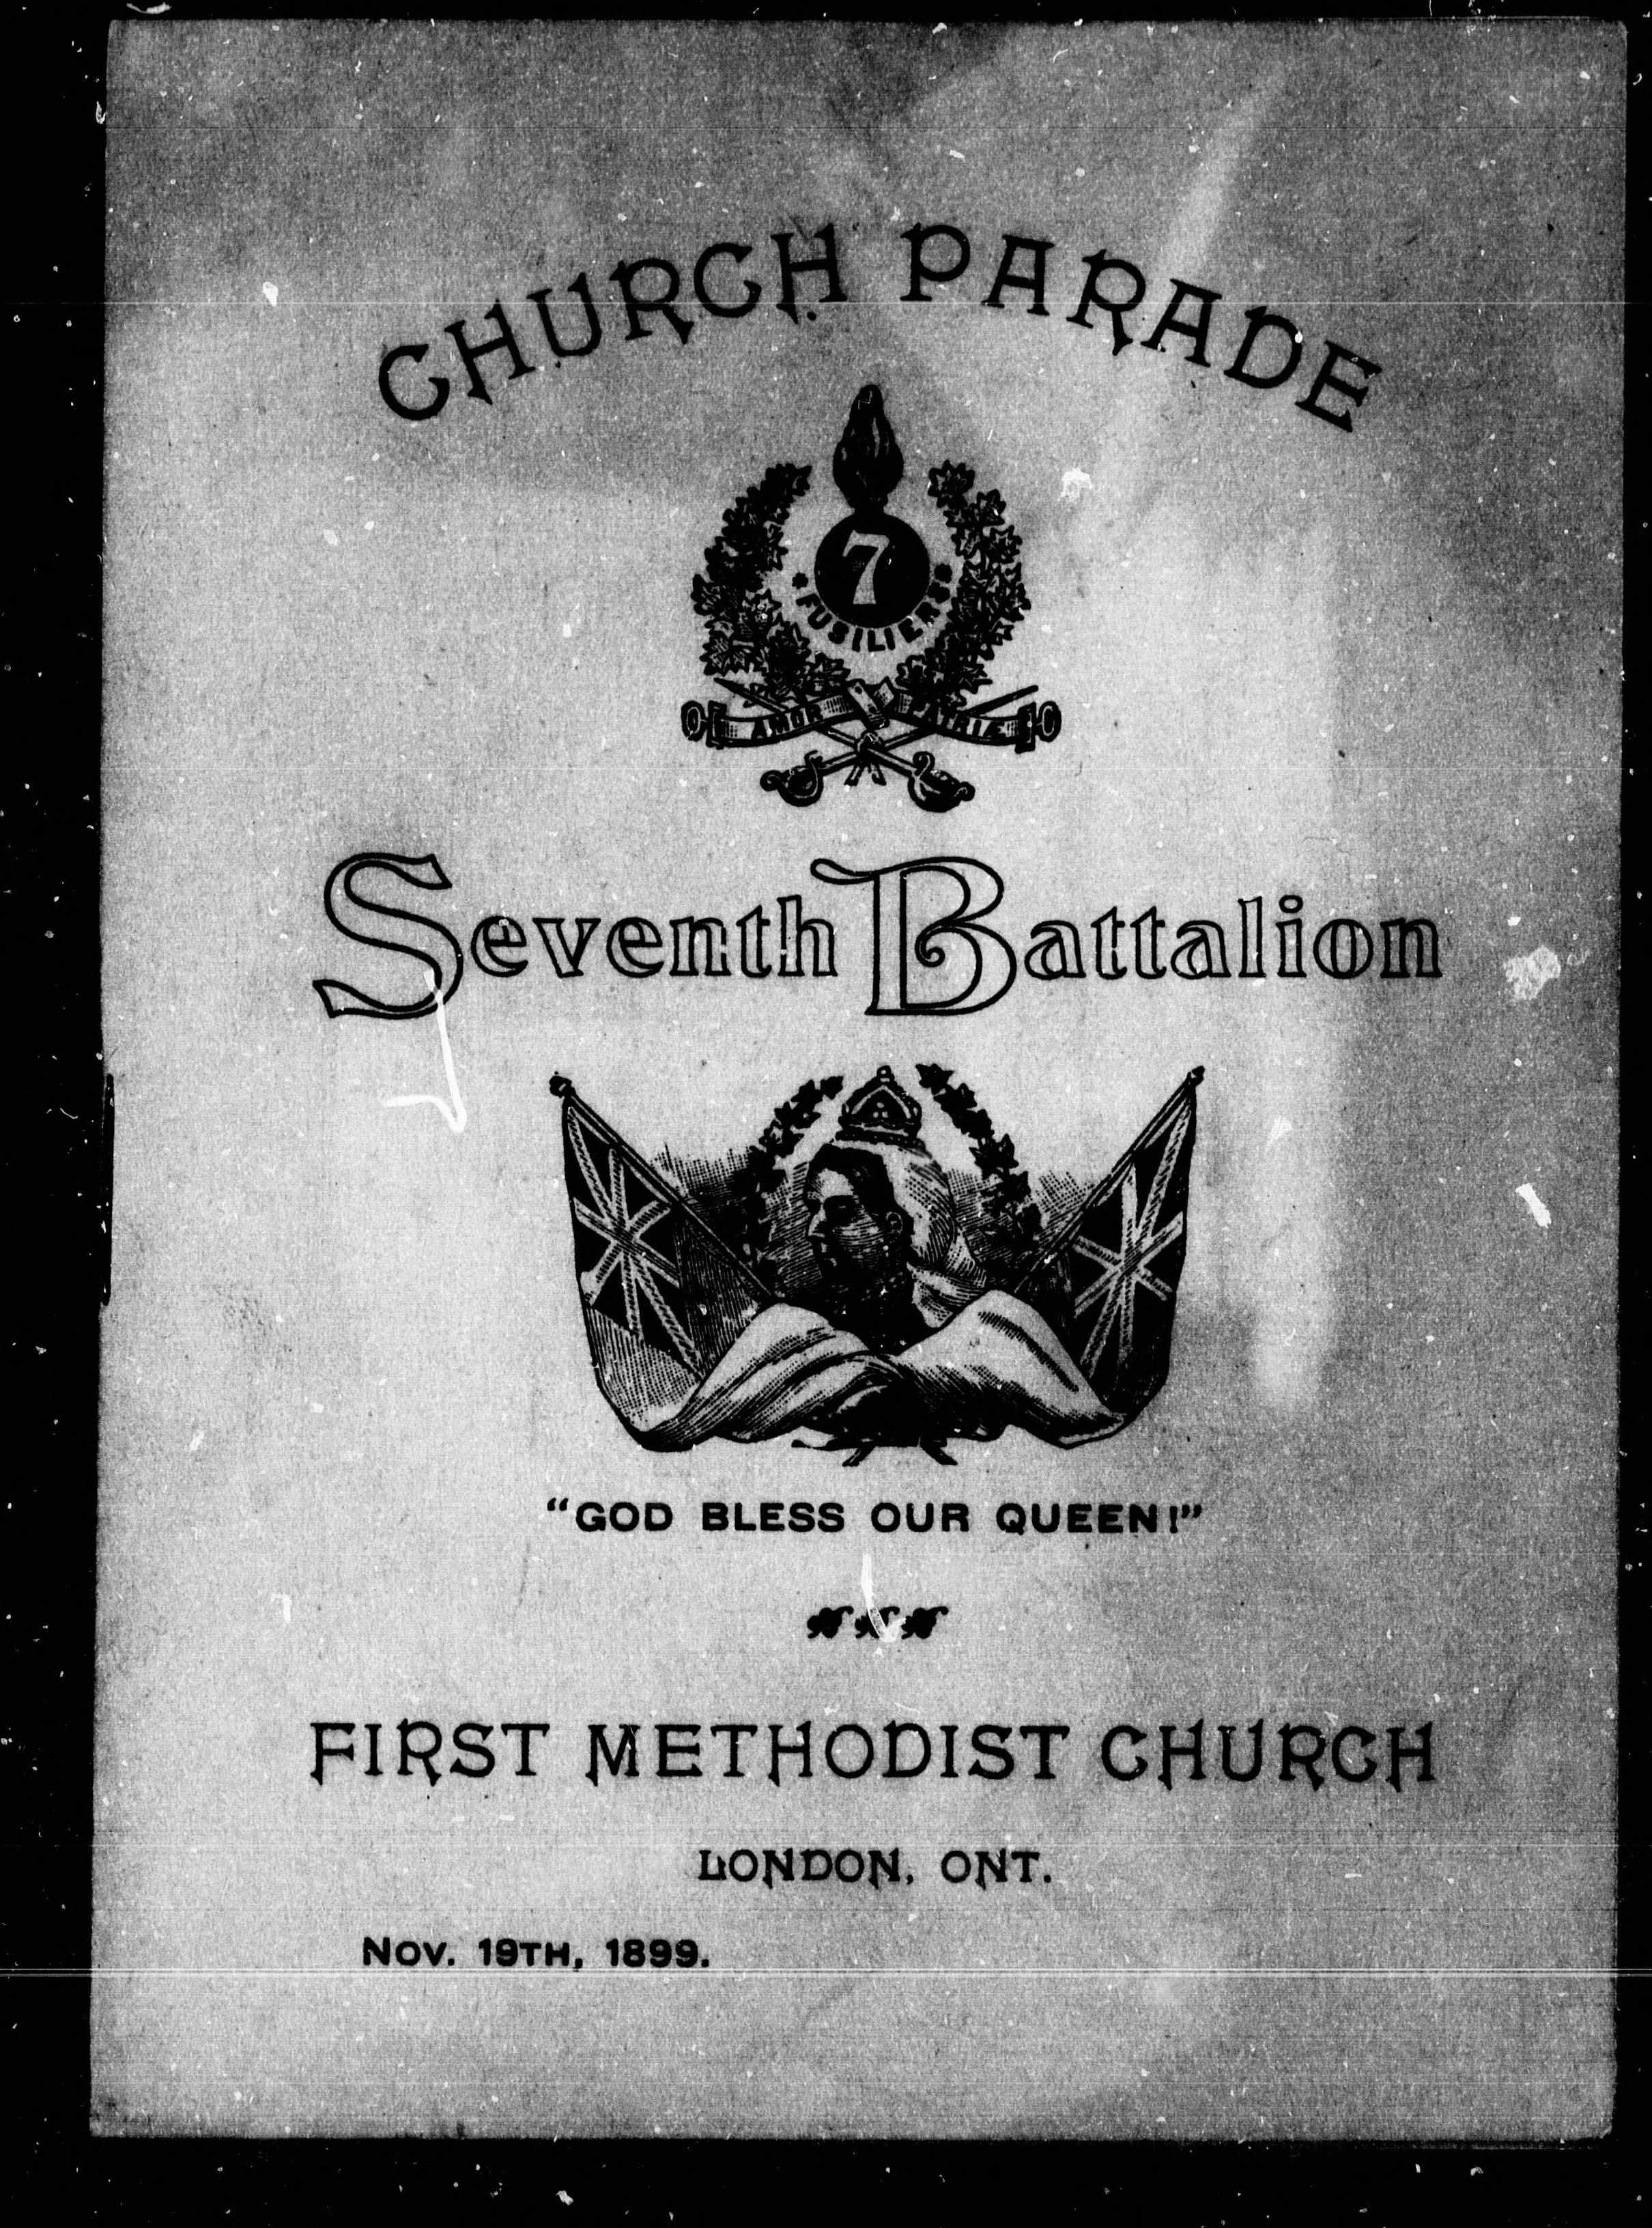 CHURCH PARADE
7
FUSILIERS
AMOR PATRIÆ
Seventh Battalion
"GOD BLESS OUR QUEEN!"
FIRST METHODIST CHURCH
LONDON, ONT.
NOV. 19TH, 1899.